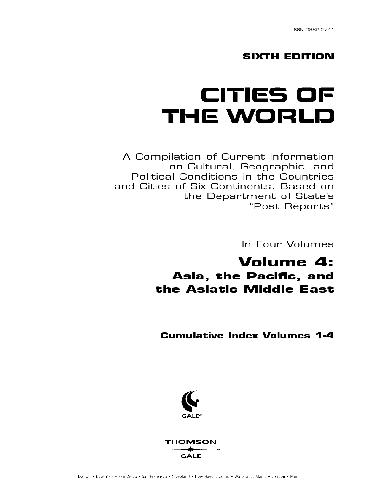 SIXTH EDITION
CITIES OF
THE WORLD
A Compilation of Current Information
on Cultural, Geographic, and
Political Conditions in the Countries
and Cities of Six Continents, Based on
the Department of State's
"Post Reports"
In Four Volumes
Volume 4:
Asia, the Pacific, and
the Asiatic Middle East
Cumulative Index Volumes 1-4
GALE®
THOMSON
GALE